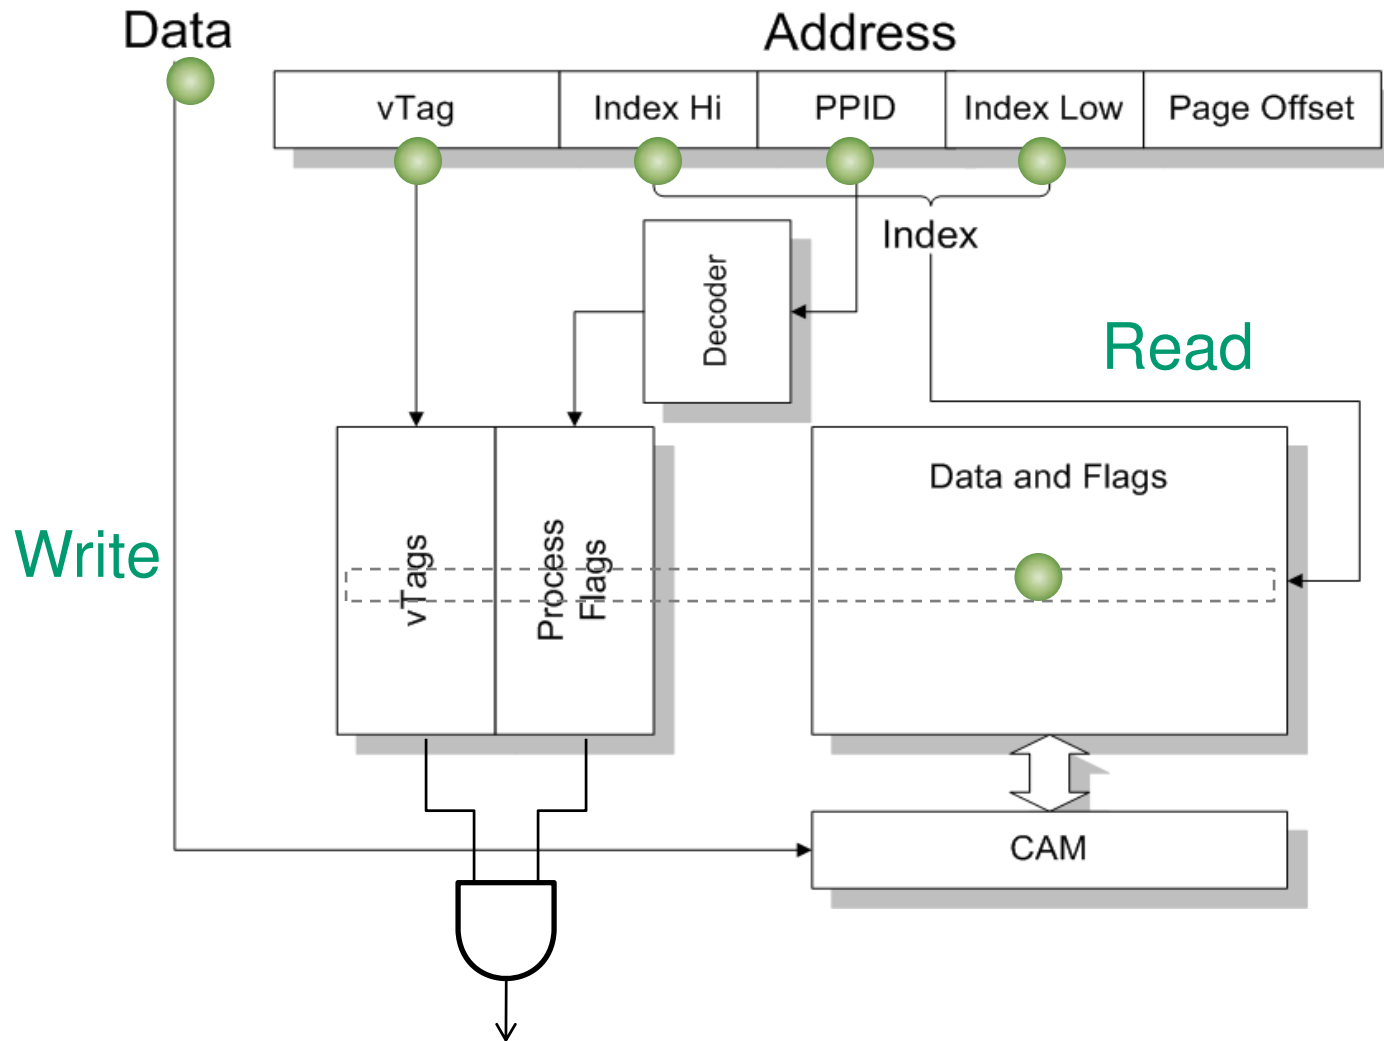 Data
Address
vTag
Index Hi
PPID
Index Low
Page Offset
Index
Decoder
Read
Data and Flags
Write
vTags
Process
Flags
CAM